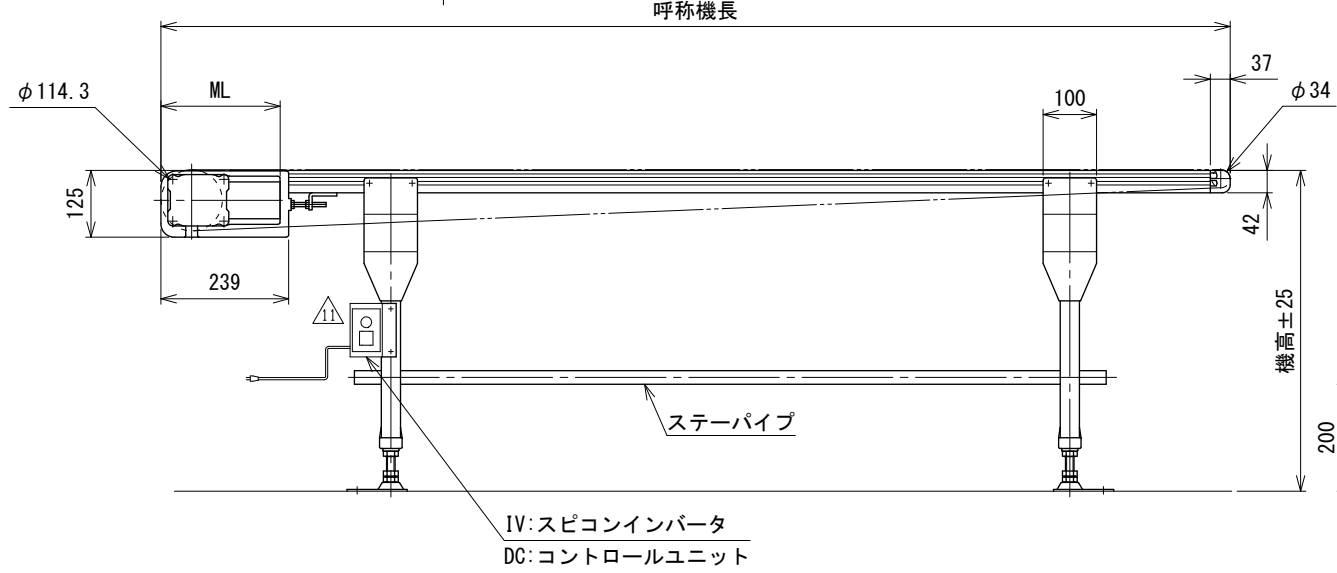 呼称機長
37
φ114.3
ML
100
φ34
125
42
239
11
機高±25
ステーパイプ
200
IV:スピコンインバータ
DC:コントロールユニット